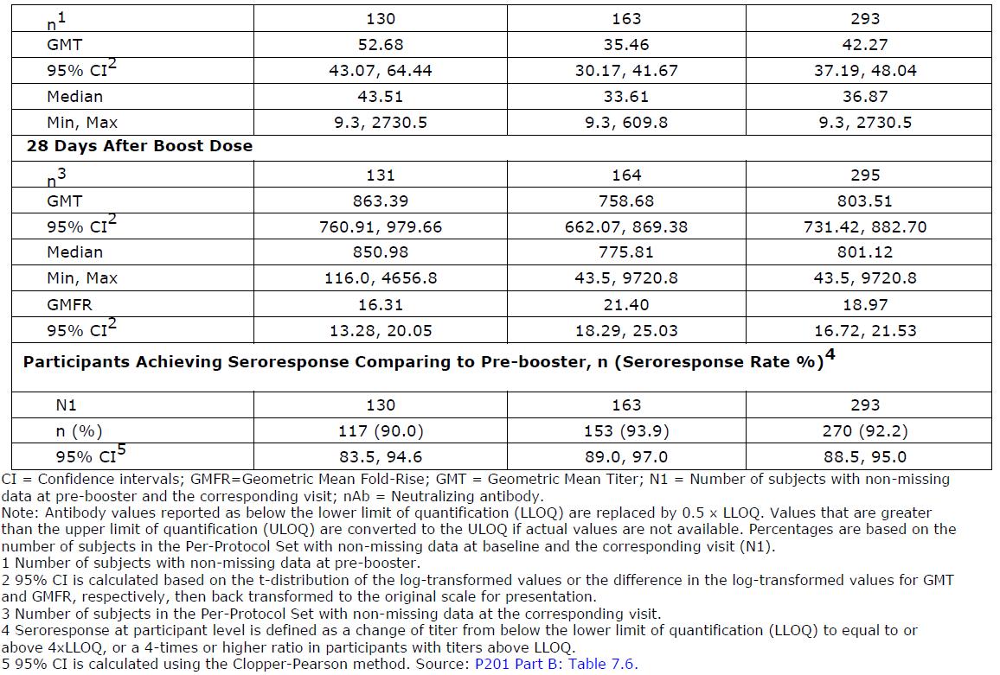 n1 130 163 293
GMT 52.68 35.46 42.27
95% CI2 43.07, 64.44 30.17, 41.67 37.19, 48.04
Median 43.51 33.61 36.87
Min, Max 9.3, 2730.5 9.3, 609.8 9.3, 2730.5
28 Days After Boost Dose
n3 131 164 295
GMT 863.39 758.68 803.51
95% CI2 760.91, 979.66 662.07, 869.38 731.42, 882.70
Median 850.98 775.81 801.12
Min, Max 116.0, 4656.8 43.5, 9720.8 43.5, 9720.8
GMFR 16.31 21.40 18.97
95% CI2 13.28, 20.05 18.29, 25.03 16.72, 21.53
Participants Achieving Seroresponse Comparing to Pre-booster, n (Seroresponse Rate %)4
N1 130 163 293
n (%) 117 (90.0) 153 (93.9) 270 (92.2)
95% CI5 83.5, 94.6 89.0, 97.0 88.5, 95.0
CI = Confidence intervals; GMFR=Geometric Mean Fold-Rise; GMT = Geometric Mean Titer; N1 = Number of subjects with non-missing
data at pre-booster and the corresponding visit; nAb = Neutralizing antibody.
Note: Antibody values reported as below the lower limit of quantification (LLOQ) are replaced by 0.5 x LLOQ. Values that are greater
than the upper limit of quantification (ULOQ) are converted to the ULOQ if actual values are not available. Percentages are based on the
number of subjects in the Per-Protocol Set with non-missing data at baseline and the corresponding visit (N1).
1 Number of subjects with non-missing data at pre-booster.
2 95% CI is calculated based on the t-distribution of the log-transformed values or the difference in the log-transformed values for GMT
and GMFR, respectively, then back transformed to the original scale for presentation.
3 Number of subjects in the Per-Protocol Set with non-missing data at the corresponding visit.
4 Seroresponse at participant level is defined as a change of titer from below the lower limit of quantification (LLOQ) to equal to or
above 4xLLOQ, or a 4-times or higher ratio in participants with titers above LLOQ.
5 95% CI is calculated using the Clopper-Pearson method. Source: P201 Part B: Table 7.6.